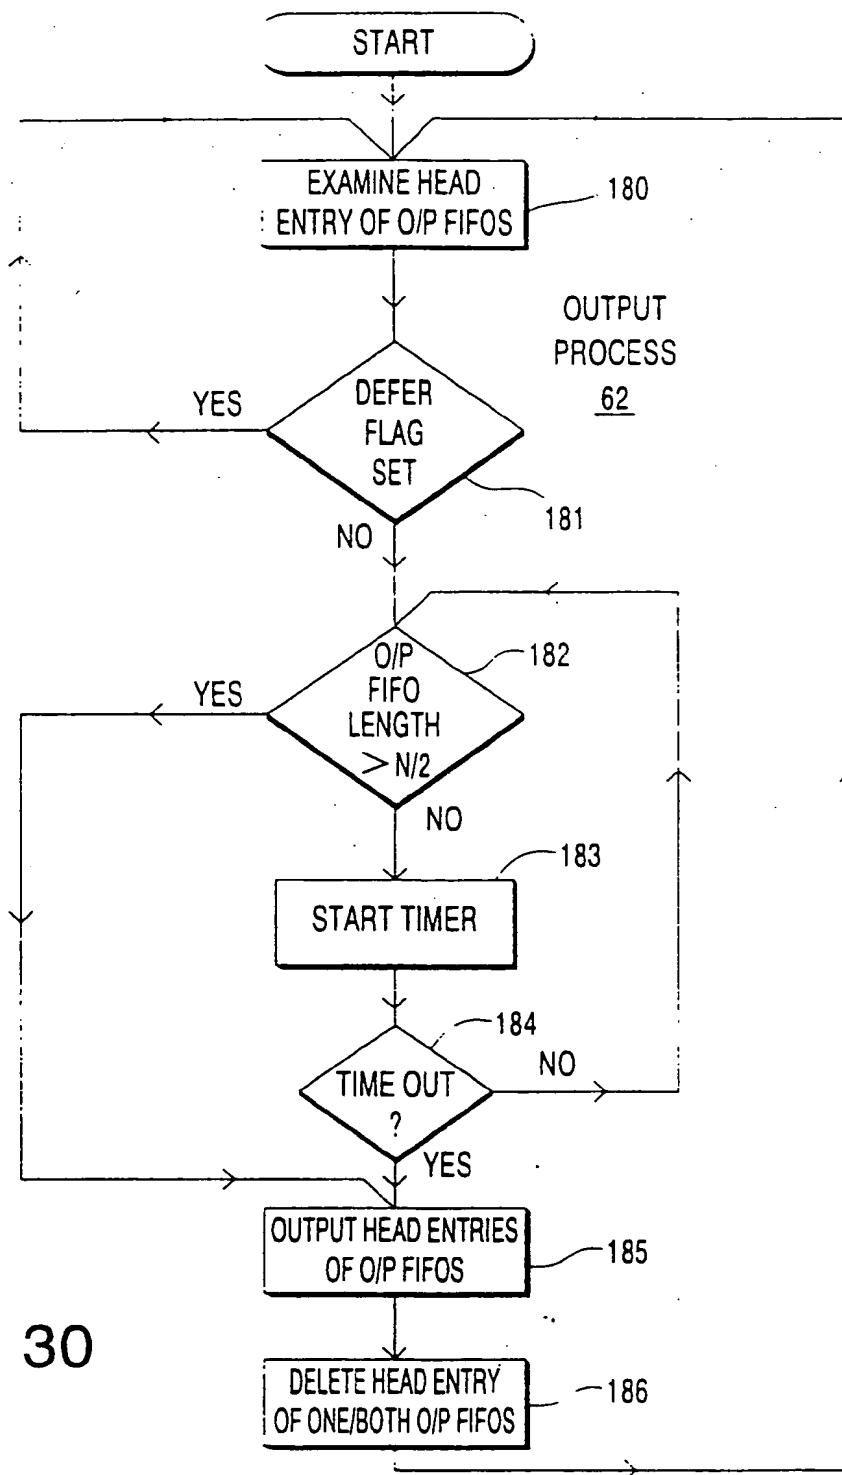 START
EXAMINE HEAD
ENTRY OF O/P FIFOS
180
OUTPUT
PROCESS
62
DEFER
FLAG
SET
YES
181
NO
O/P
FIFO
LENGTH
> N/2
182
YES
NO
183
START TIMER
184
TIME OUT
?
NO
YES
OUTPUT HEAD ENTRIES
OF O/P FIFOS
185
30
DELETE HEAD ENTRY
OF ONE/BOTH O/P FIFOS
186